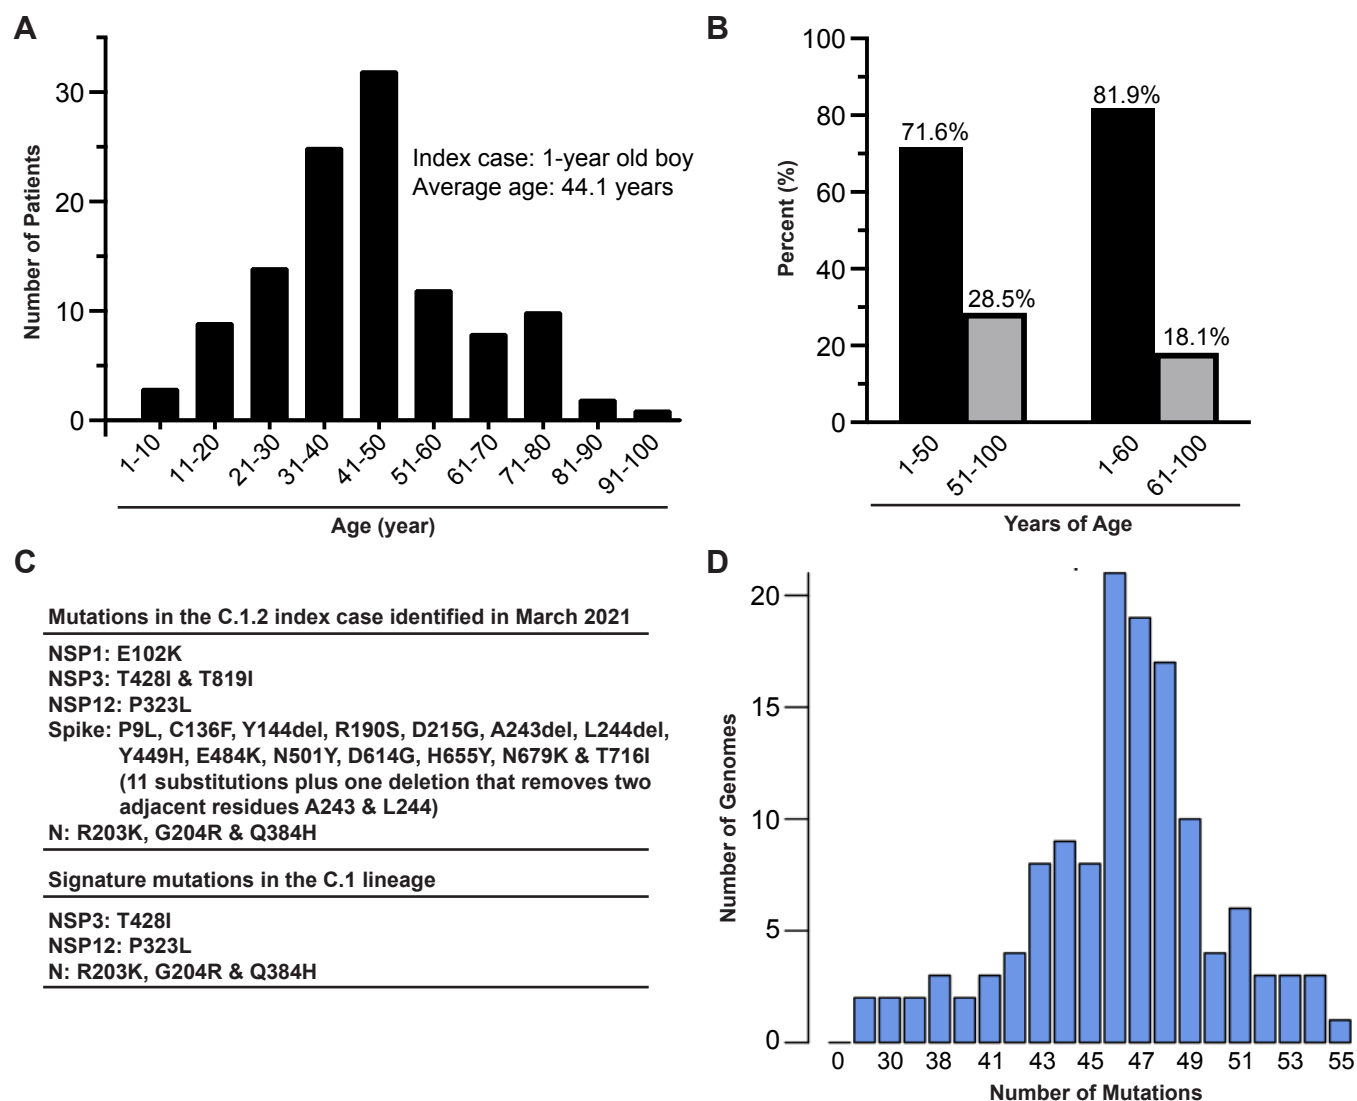 A
30
20
10
0
Number of Patients
Index case: 1-year old boy
Average age: 44.1 years
1-10
11-20
21-30
31-40
41-50
51-60
61-70
71-80
81-90
91-100
Age (year)
B
100
80
60
40
20
0
Percent (%)
71.6%
28.5%
81.9%
18.1%
1-50
51-100
1-60
61-100
Years of Age
C
Mutations in the C.1.2 index case identified in March 2021
NSP1: E102K
NSP3: T428I & T819I
NSP12: P323L
Spike: P9L, C136F, Y144del, R190S, D215G, A243del, L244del,
Y449H, E484K, N501Y, D614G, H655Y, N679K & T716I
(11 substitutions plus one deletion that removes two
adjacent residues A243 & L244)
N: R203K, G204R & Q384H
Signature mutations in the C.1 lineage
NSP3: T428I
NSP12: P323L
N: R203K, G204R & Q384H
D
20
15
10
5
0
Number of Genomes
0 30 38 41 43 45 47 49 51 53 55
Number of Mutations